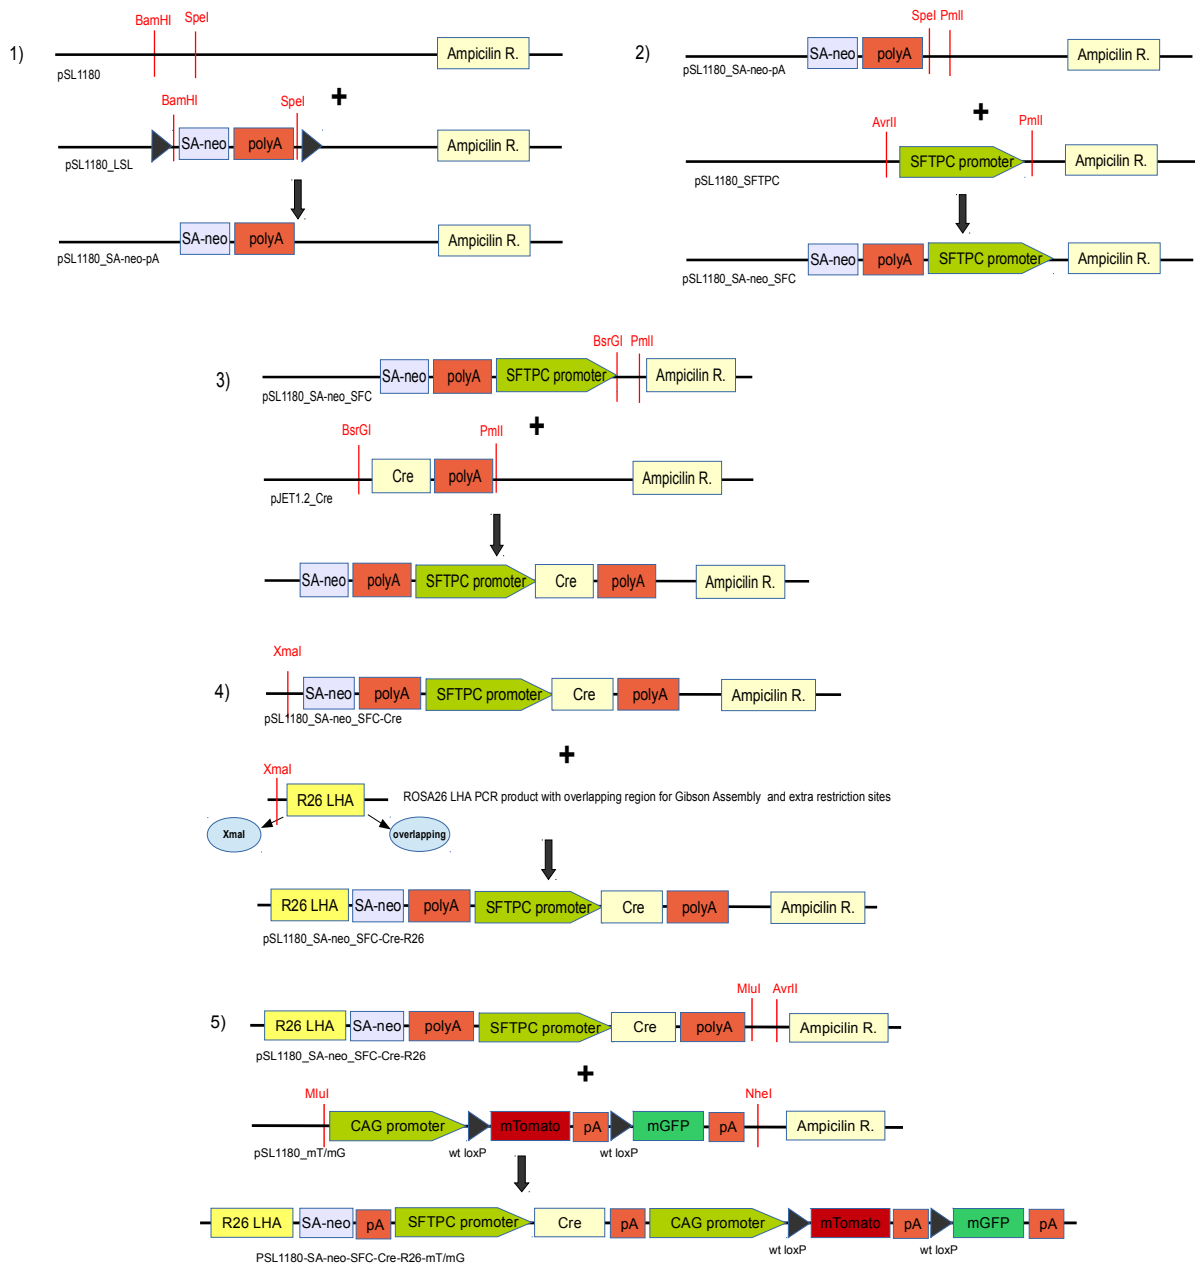 1)
BamHI
SpeI
Ampicilin R.
pSL1180
+
BamHI
SpeI
SA-neo
polyA
Ampicilin R.
pSL1180_LSL
SA-neo
polyA
Ampicilin R.
pSL1180_SA-neo-pA
2)
SpeI
PmlI
SA-neo
polyA
Ampicilin R.
pSL1180_SA-neo-pA
+
AvrII
PmlI
SFTPC promoter
Ampicilin R.
pSL1180_SFTPC
SA-neo
polyA
SFTPC promoter
Ampicilin R.
pSL1180_SA-neo_SFC
3)
BsrGI
PmlI
SA-neo
polyA
SFTPC promoter
Ampicilin R.
pSL1180_SA-neo_SFC
+
BsrGI
PmlI
Cre
polyA
Ampicilin R.
pJET1.2_Cre
SA-neo
polyA
SFTPC promoter
Cre
polyA
Ampicilin R.
4)
XmaI
SA-neo
polyA
SFTPC promoter
Cre
polyA
Ampicilin R.
pSL1180_SA-neo_SFC-Cre
+
XmaI
R26 LHA
ROSA26 LHA PCR product with overlapping region for Gibson Assembly and extra restriction sites
XmaI
overlapping
R26 LHA
SA-neo
polyA
SFTPC promoter
Cre
polyA
Ampicilin R.
pSL1180_SA-neo_SFC-Cre-R26
5)
MluI
AvrII
R26 LHA
SA-neo
polyA
SFTPC promoter
Cre
polyA
Ampicilin R.
pSL1180_SA-neo_SFC-Cre-R26
+
MluI
NheI
CAG promoter
mTomato
pA
mGFP
pA
Ampicilin R.
pSL1180_mT/mG
wt loxP
wt loxP
R26 LHA
SA-neo
pA
SFTPC promoter
Cre
pA
CAG promoter
mTomato
pA
mGFP
pA
wt loxP
wt loxP
PSL1180-SA-neo-SFC-Cre-R26-mT/mG